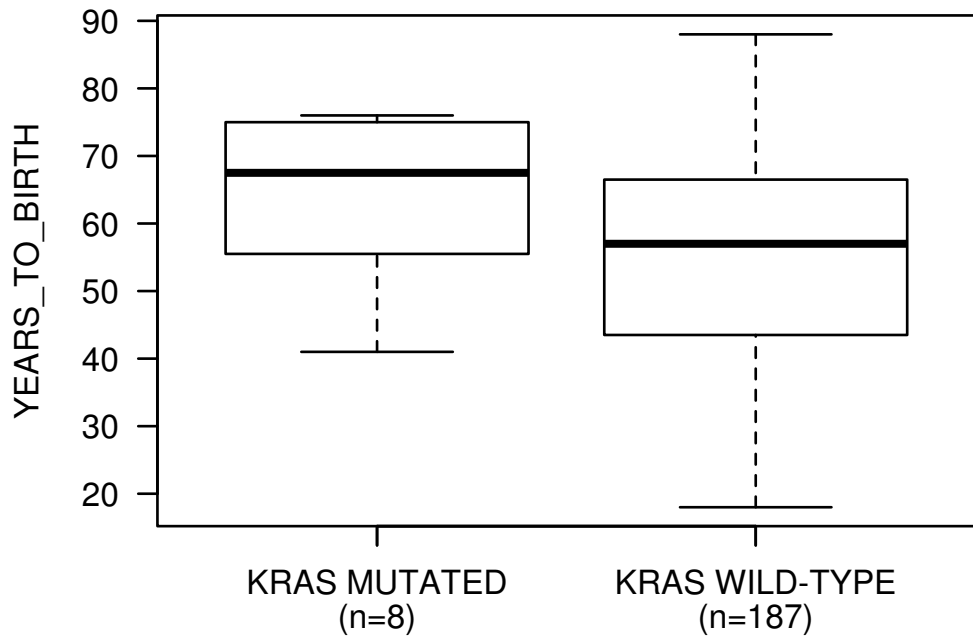 YEARS_TO_BIRTH
90
80
70
60
50
40
30
20
KRAS MUTATED
(n=8)
KRAS WILD-TYPE
(n=187)